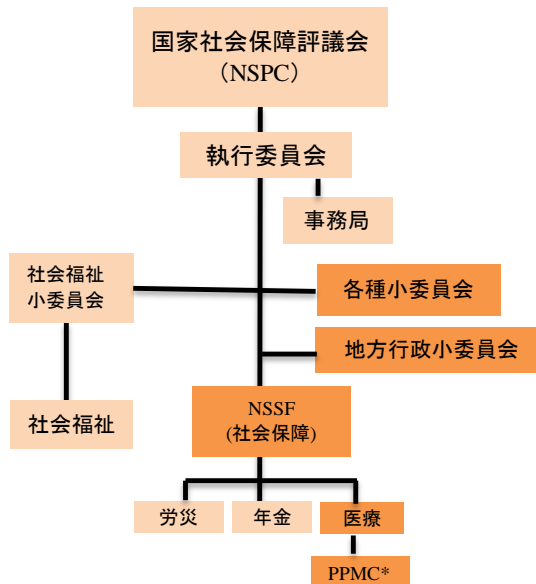 国家社会保障評議会
（NSPC）
執行委員会
事務局
社会福祉
小委員会
各種小委員会
地方行政小委員会
社会福祉
NSSF
(社会保障)
労災
年金
医療
PPMC*